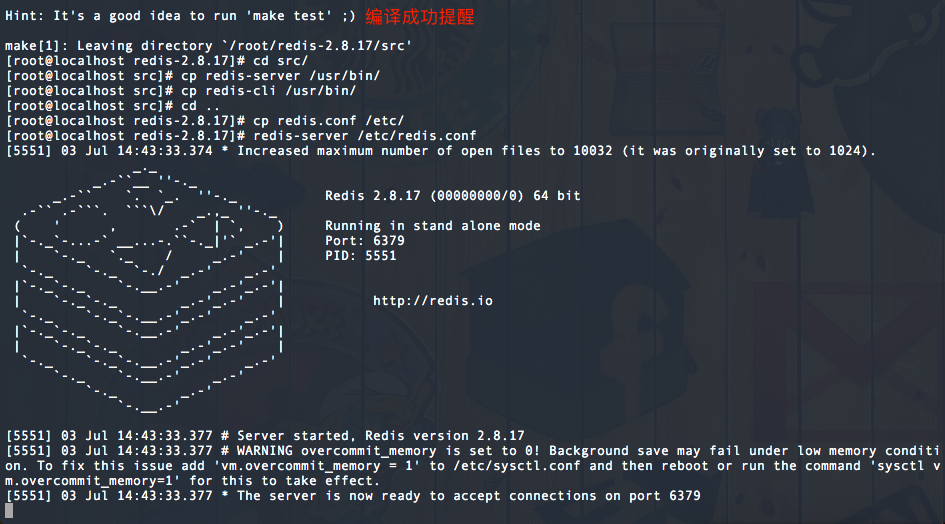 Hint: It's a good idea to run 'make test' ;) 编译成功提醒
make[1]: Leaving directory `/root/redis-2.8.17/src'
[root@localhost redis-2.8.17]# cd src/
[root@localhost src]# cp redis-server /usr/bin/
[root@localhost src]# cp redis-cli /usr/bin/
[root@localhost src]# cd ..
[root@localhost redis-2.8.17]# cp redis.conf /etc/
[root@localhost redis-2.8.17]# redis-server /etc/redis.conf
[5551] 03 Jul 14:43:33.374 * Increased maximum number of open files to 10032 (it was originally set to 1024).
Redis 2.8.17 (00000000/0) 64 bit
Running in stand alone mode
Port: 6379
PID: 5551
http://redis.io
[5551] 03 Jul 14:43:33.377 # Server started, Redis version 2.8.17
[5551] 03 Jul 14:43:33.377 # WARNING overcommit_memory is set to 0! Background save may fail under low memory conditi
on. To fix this issue add 'vm.overcommit_memory = 1' to /etc/sysctl.conf and then reboot or run the command 'sysctl v
m.overcommit_memory=1' for this to take effect.
[5551] 03 Jul 14:43:33.377 * The server is now ready to accept connections on port 6379